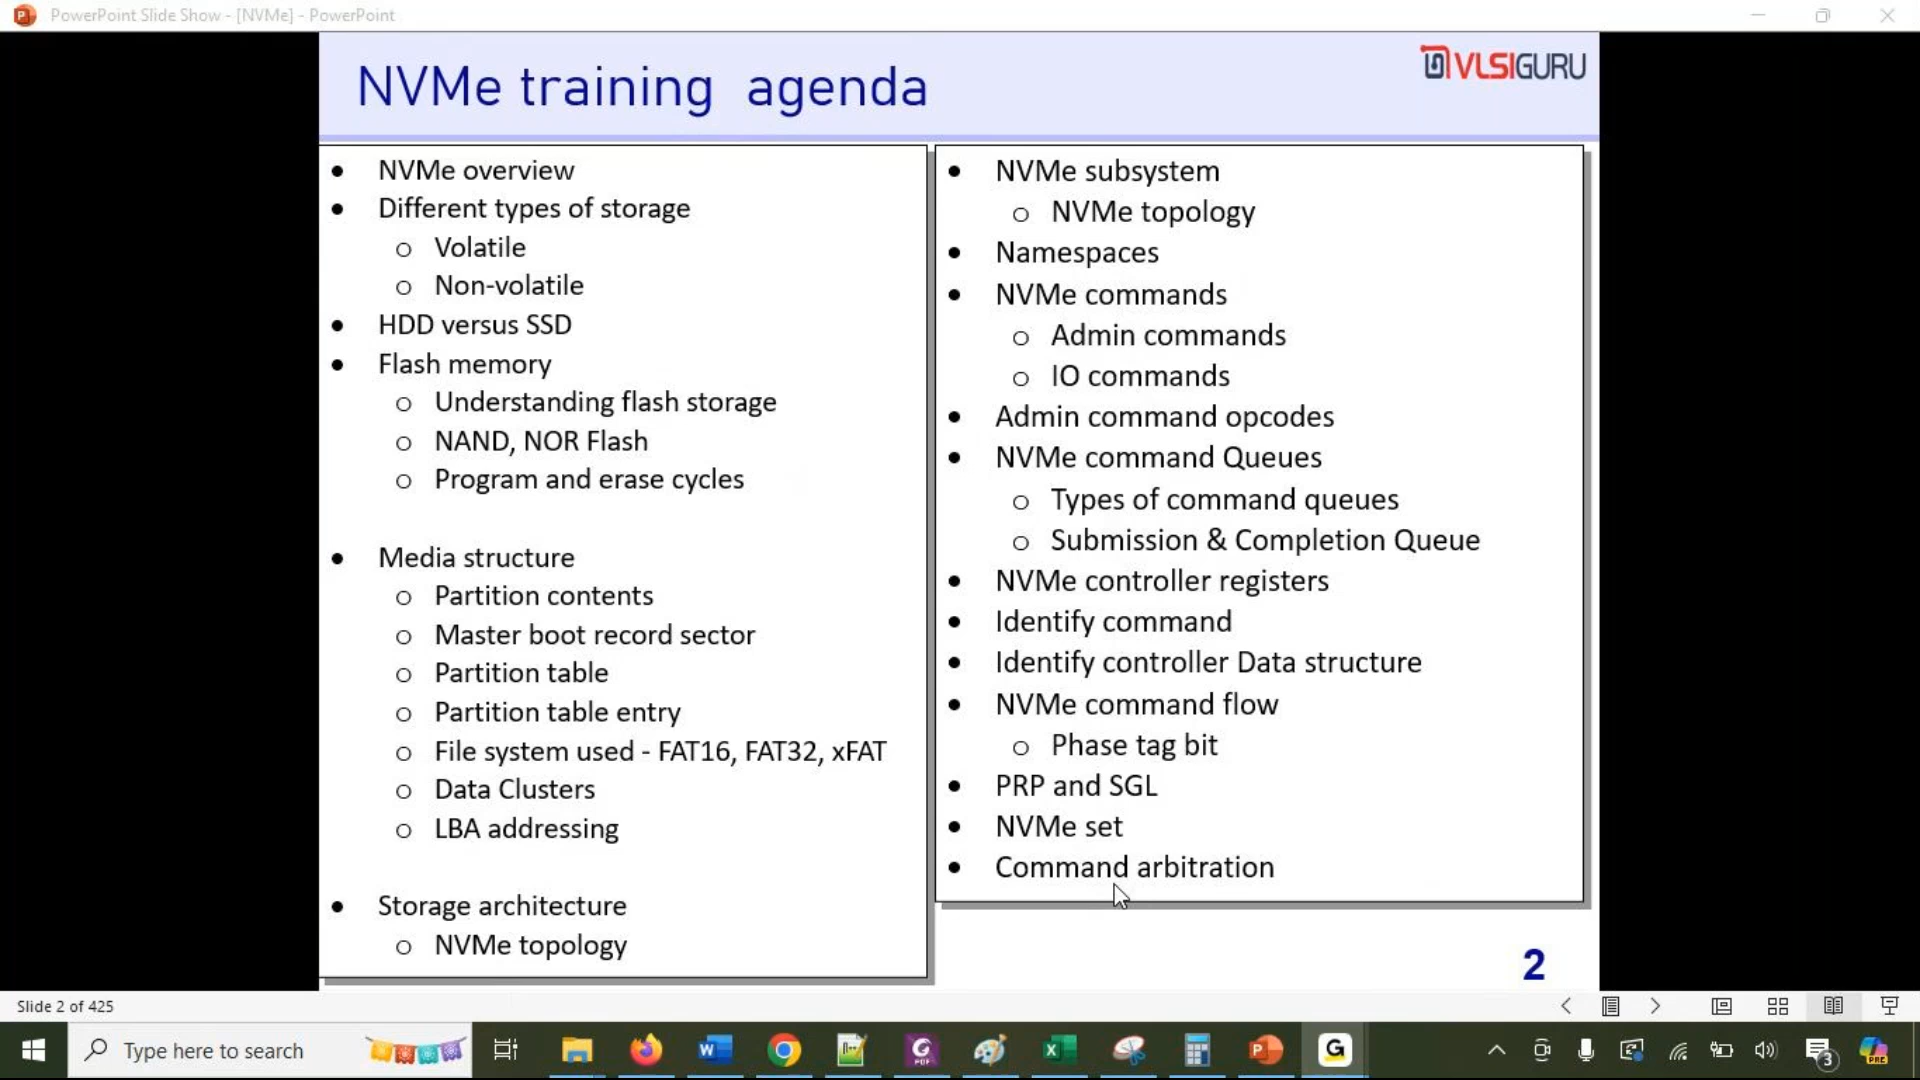 PowerPoint Slide Show - [NVMe] - PowerPoint
NVMe training agenda
VLSIGURU
• NVMe overview
• Different types of storage
o Volatile
o Non-volatile
• HDD versus SSD
• Flash memory
o Understanding flash storage
o NAND, NOR Flash
o Program and erase cycles
• Media structure
o Partition contents
o Master boot record sector
o Partition table
o Partition table entry
o File system used - FAT16, FAT32, xFAT
o Data Clusters
o LBA addressing
• Storage architecture
o NVMe topology
• NVMe subsystem
o NVMe topology
• Namespaces
• NVMe commands
o Admin commands
o IO commands
• Admin command opcodes
• NVMe command Queues
o Types of command queues
o Submission & Completion Queue
• NVMe controller registers
• Identify command
• Identify controller Data structure
• NVMe command flow
o Phase tag bit
• PRP and SGL
• NVMe set
• Command arbitration
2
Slide 2 of 425
Type here to search
3